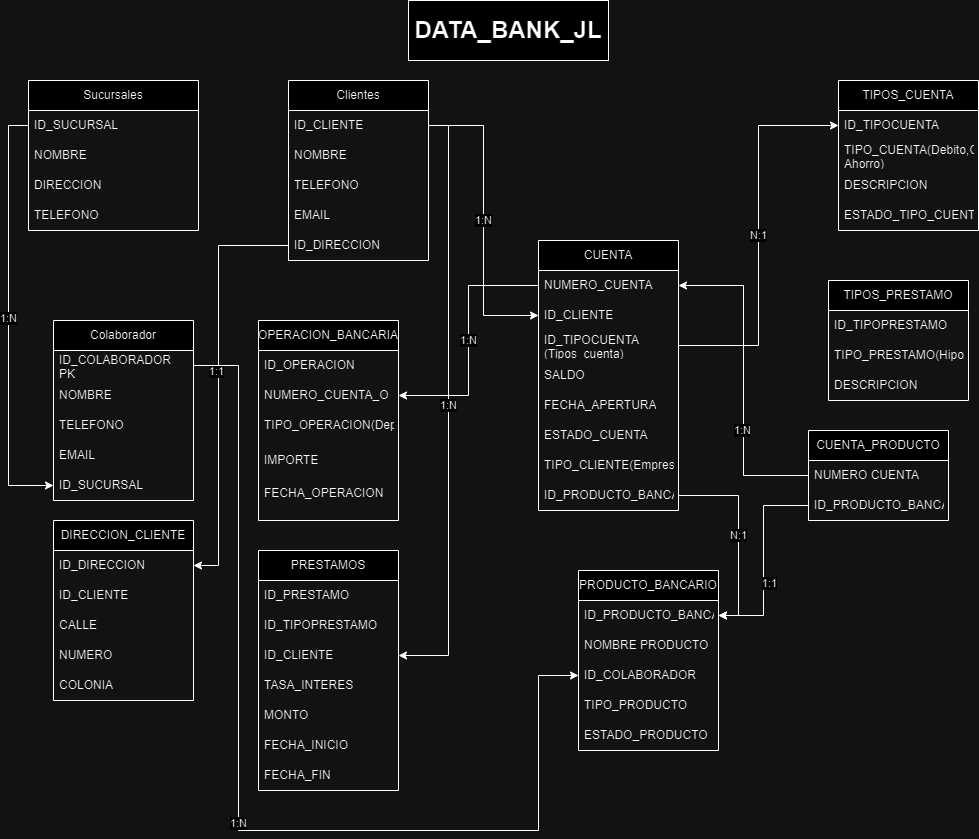 DATA_BANK_JL
Sucursales
ID_SUCURSAL
NOMBRE
DIRECCION
TELEFONO
Clientes
ID_CLIENTE
NOMBRE
TELEFONO
EMAIL
ID_DIRECCION
TIPOS_CUENTA
ID_TIPOCUENTA
TIPO_CUENTA(Debito,C
Ahorro)
DESCRIPCION
ESTADO_TIPO_CUENT
1:N
N:1
CUENTA
NUMERO_CUENTA
ID_CLIENTE
ID_TIPOCUENTA
(Tipos cuenta)
SALDO
FECHA_APERTURA
ESTADO_CUENTA
TIPO_CLIENTE(Empres
ID_PRODUCTO_BANCA
TIPOS_PRESTAMO
ID_TIPOPRESTAMO
TIPO_PRESTAMO(Hipo
DESCRIPCION
1:N
Colaborador
ID_COLABORADOR
PK
NOMBRE
TELEFONO
EMAIL
ID_SUCURSAL
1:1
OPERACION_BANCARIA
ID_OPERACION
NUMERO_CUENTA_O
TIPO_OPERACION(Dep
IMPORTE
FECHA_OPERACION
1:N
1:N
1:N
CUENTA_PRODUCTO
NUMERO CUENTA
ID_PRODUCTO_BANCA
DIRECCION_CLIENTE
ID_DIRECCION
ID_CLIENTE
CALLE
NUMERO
COLONIA
PRESTAMOS
ID_PRESTAMO
ID_TIPOPRESTAMO
ID_CLIENTE
TASA_INTERES
MONTO
FECHA_INICIO
FECHA_FIN
N:1
1:1
PRODUCTO_BANCARIO
ID_PRODUCTO_BANCA
NOMBRE PRODUCTO
ID_COLABORADOR
TIPO_PRODUCTO
ESTADO_PRODUCTO
1:N